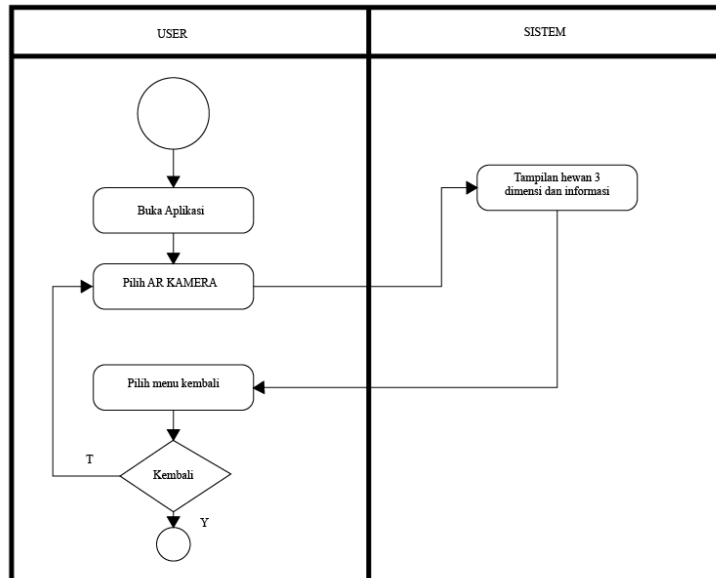 USER
SISTEM
Buka Aplikasi
Tampilan hewan 3
dimensi dan informasi
Pilih AR KAMERA
Pilih menu kembali
T
Kembali
Y